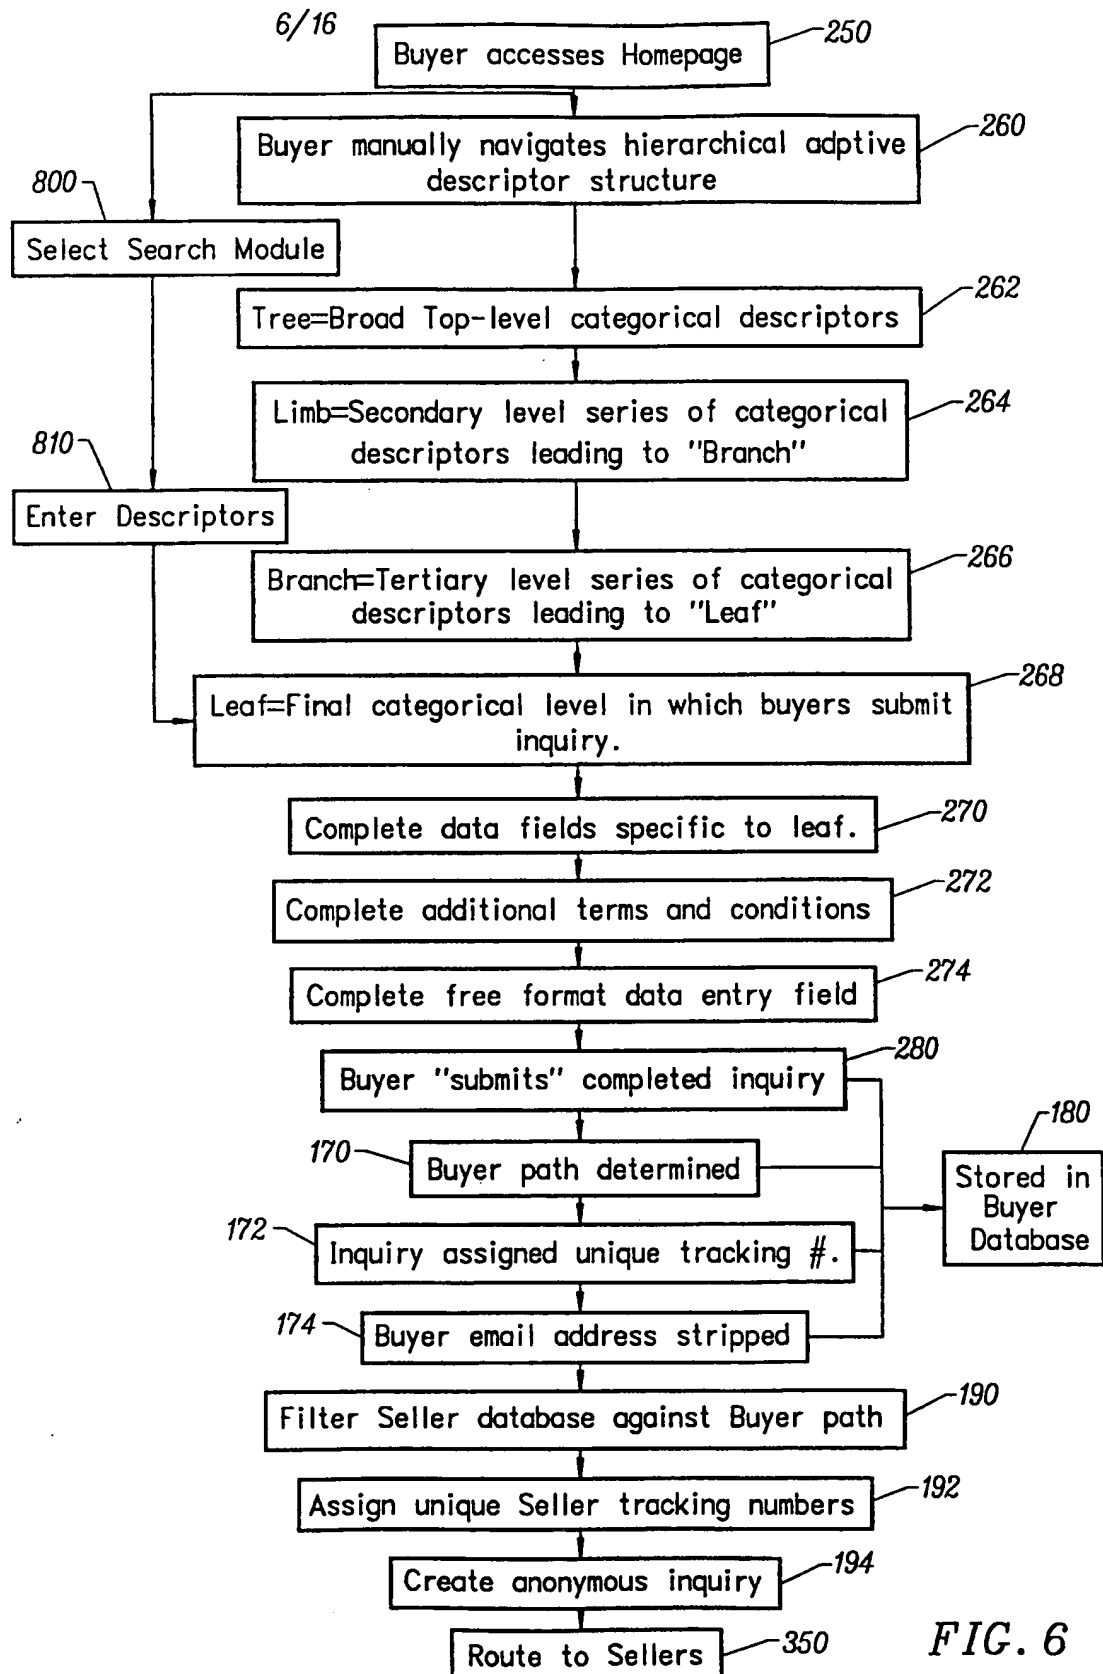 6/16
Buyer accesses Homepage
250
Buyer manually navigates hierarchical adptive
descriptor structure
260
800
Select Search Module
Tree=Broad Top-level categorical descriptors
262
Limb=Secondary level series of categorical
descriptors leading to "Branch"
264
810
Enter Descriptors
Branch=Tertiary level series of categorical
descriptors leading to "Leaf"
266
Leaf=Final categorical level in which buyers submit
inquiry.
268
Complete data fields specific to leaf.
270
Complete additional terms and conditions
272
Complete free format data entry field
274
Buyer "submits" completed inquiry
280
170
Buyer path determined
180
Stored in
Buyer
Database
172
Inquiry assigned unique tracking #.
174
Buyer email address stripped
Filter Seller database against Buyer path
190
Assign unique Seller tracking numbers
192
Create anonymous inquiry
194
Route to Sellers
350
FIG. 6